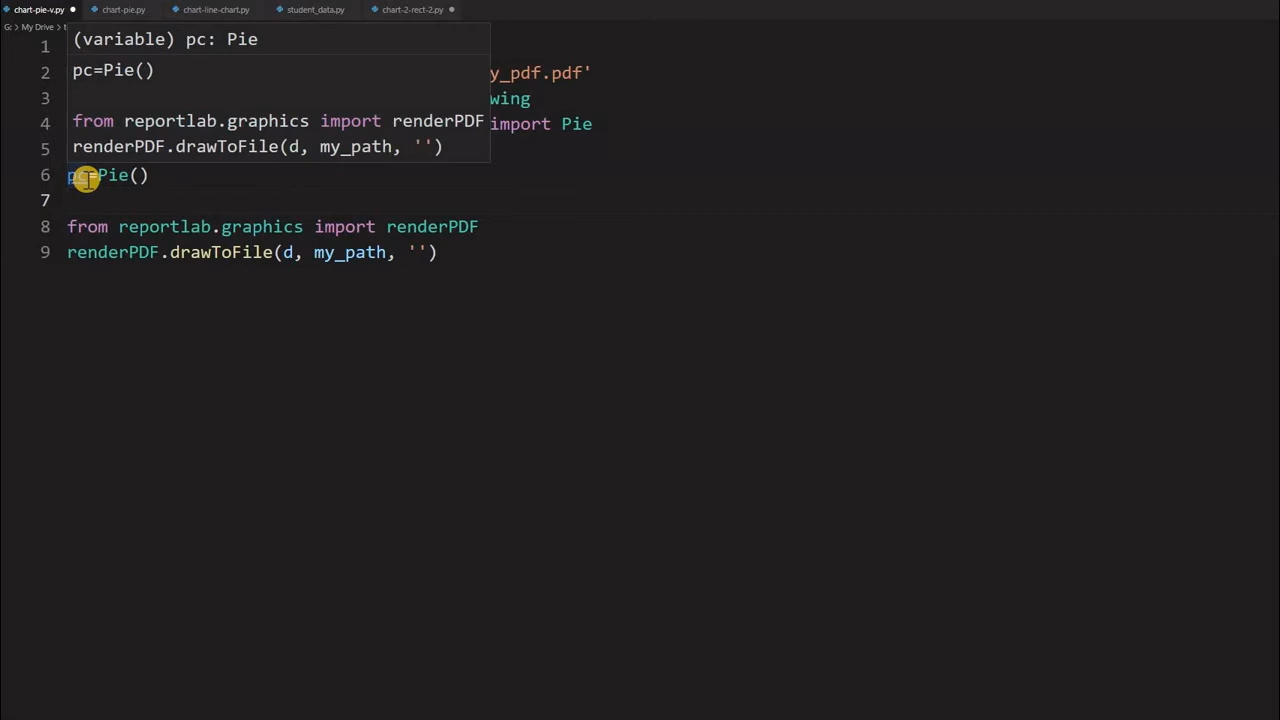 chart-pie-v.py chart-pie.py chart-line-chart.py student_data.py chart-2-rect-2.py
G: > My Drive >
1 (variable) pc: Pie
2 pc=Pie() y_pdf.pdf'
3 wing
4 from reportlab.graphics import renderPDF import Pie
5 renderPDF.drawToFile(d, my_path, '')
6 pc=Pie()
7
8 from reportlab.graphics import renderPDF
9 renderPDF.drawToFile(d, my_path, '')